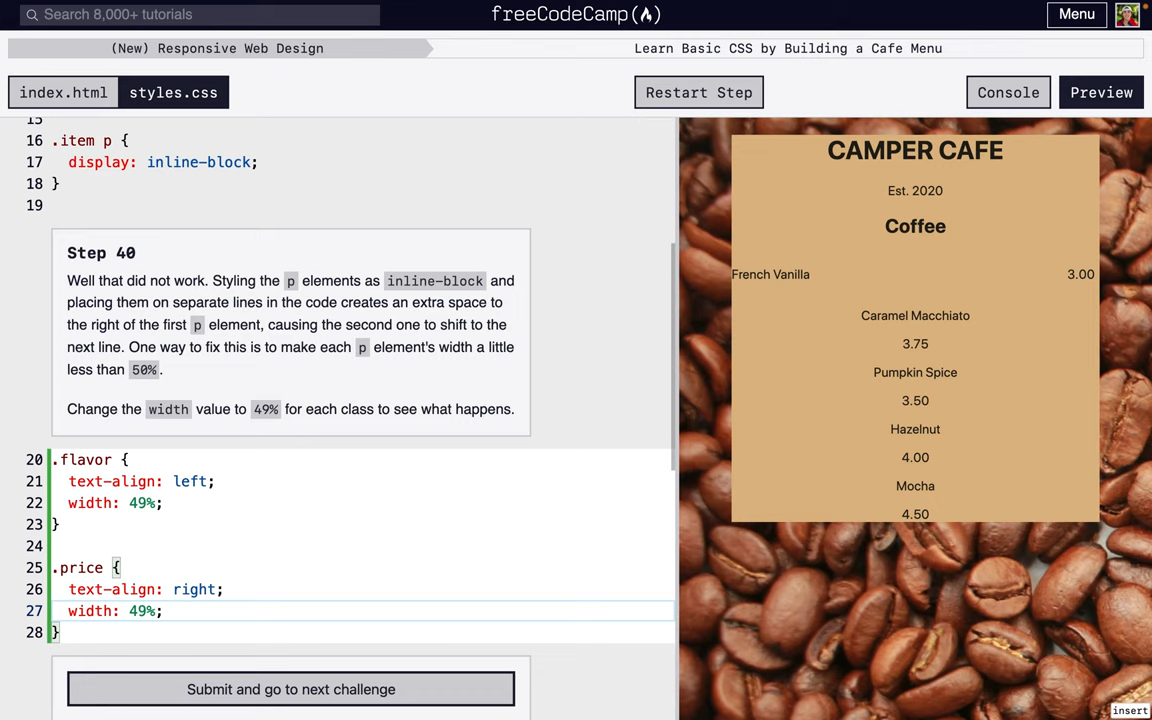 Search 8,000+ tutorials
freeCodeCamp
Menu
(New) Responsive Web Design
Learn Basic CSS by Building a Cafe Menu
index.html
styles.css
Restart Step
Console
Preview
15
16 .item p {
17 display: inline-block;
18 }
19
Step 40
Well that did not work. Styling the p elements as inline-block and
placing them on separate lines in the code creates an extra space to
the right of the first p element, causing the second one to shift to the
next line. One way to fix this is to make each p element's width a little
less than 50%.
Change the width value to 49% for each class to see what happens.
20 .flavor {
21 text-align: left;
22 width: 49%;
23 }
24
25 .price {
26 text-align: right;
27 width: 49%;
28 }
Submit and go to next challenge
CAMPER CAFE
Est. 2020
Coffee
French Vanilla 3.00
Caramel Macchiato
3.75
Pumpkin Spice
3.50
Hazelnut
4.00
Mocha
4.50
insert